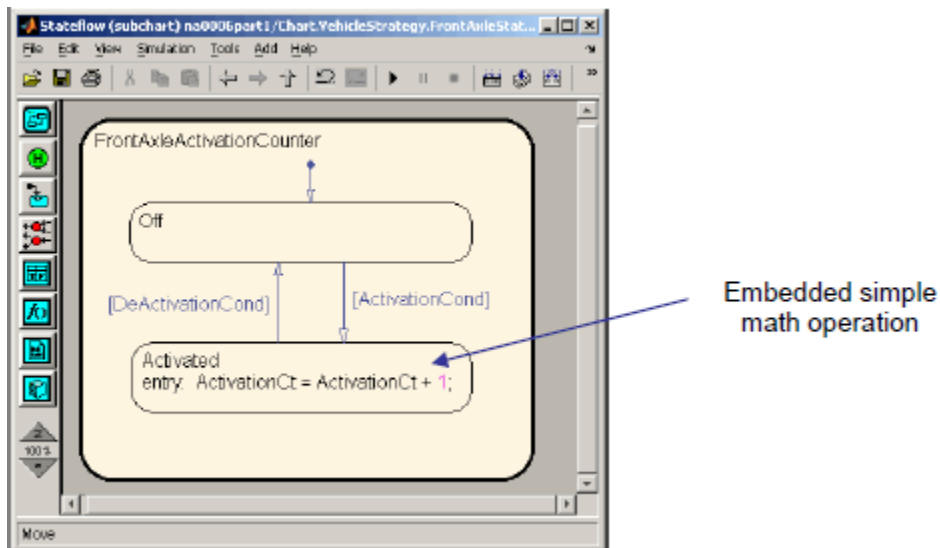 Stateflow (subchart) na0006part1/Chart.VehicleStrategy.FrontAxleStat...
File Edit View Simulation Tools Add Help
FrontAxleActivationCounter
Off
[DeActivationCond]
[ActivationCond]
Activated
entry: ActivationCt = ActivationCt + 1;
Embedded simple
math operation
100%
Move